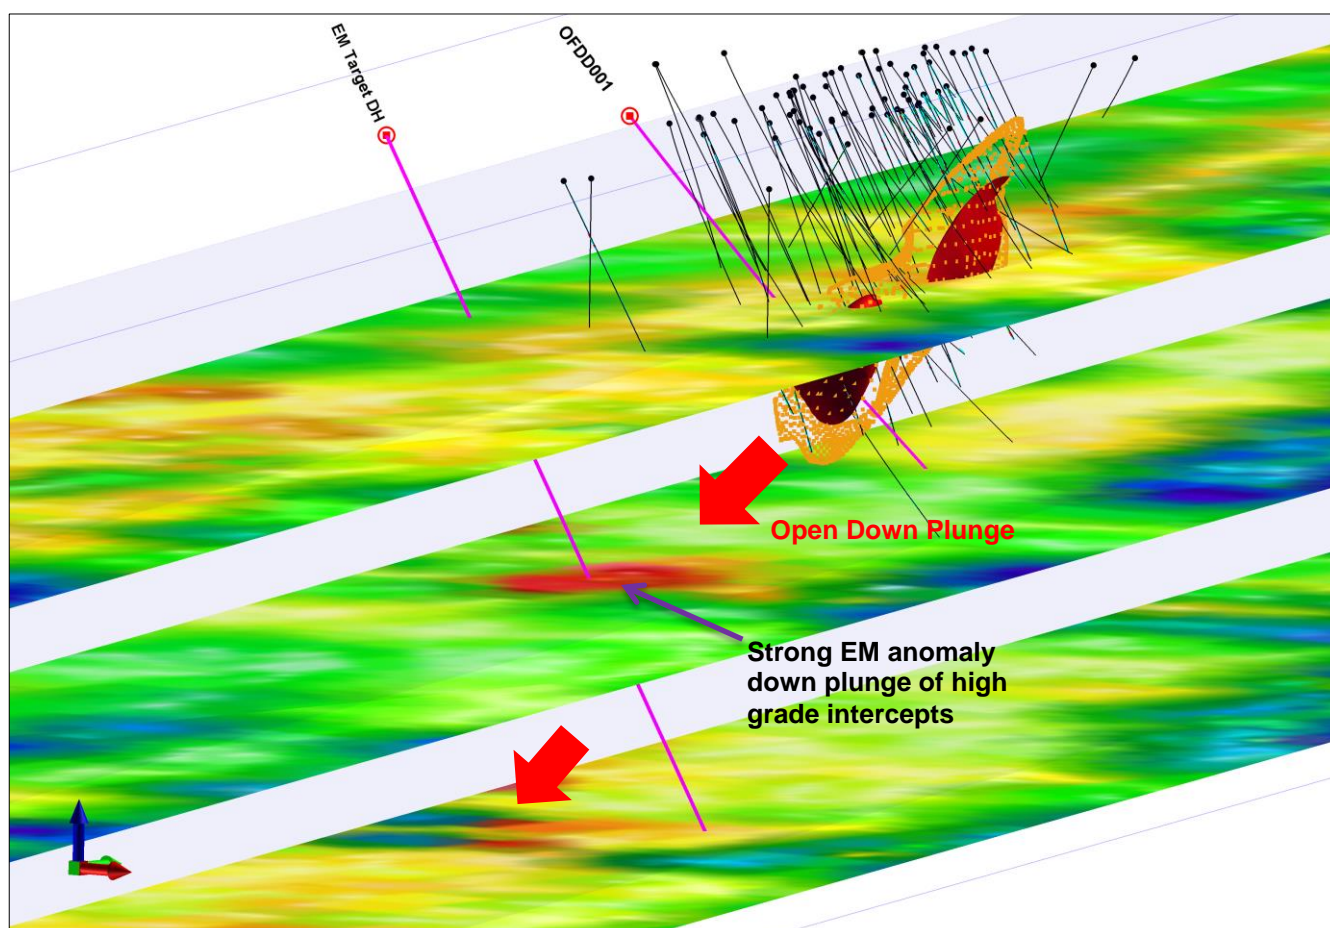 EM Target DH
OFDD001
Open Down Plunge
Strong EM anomaly
down plunge of high
grade intercepts